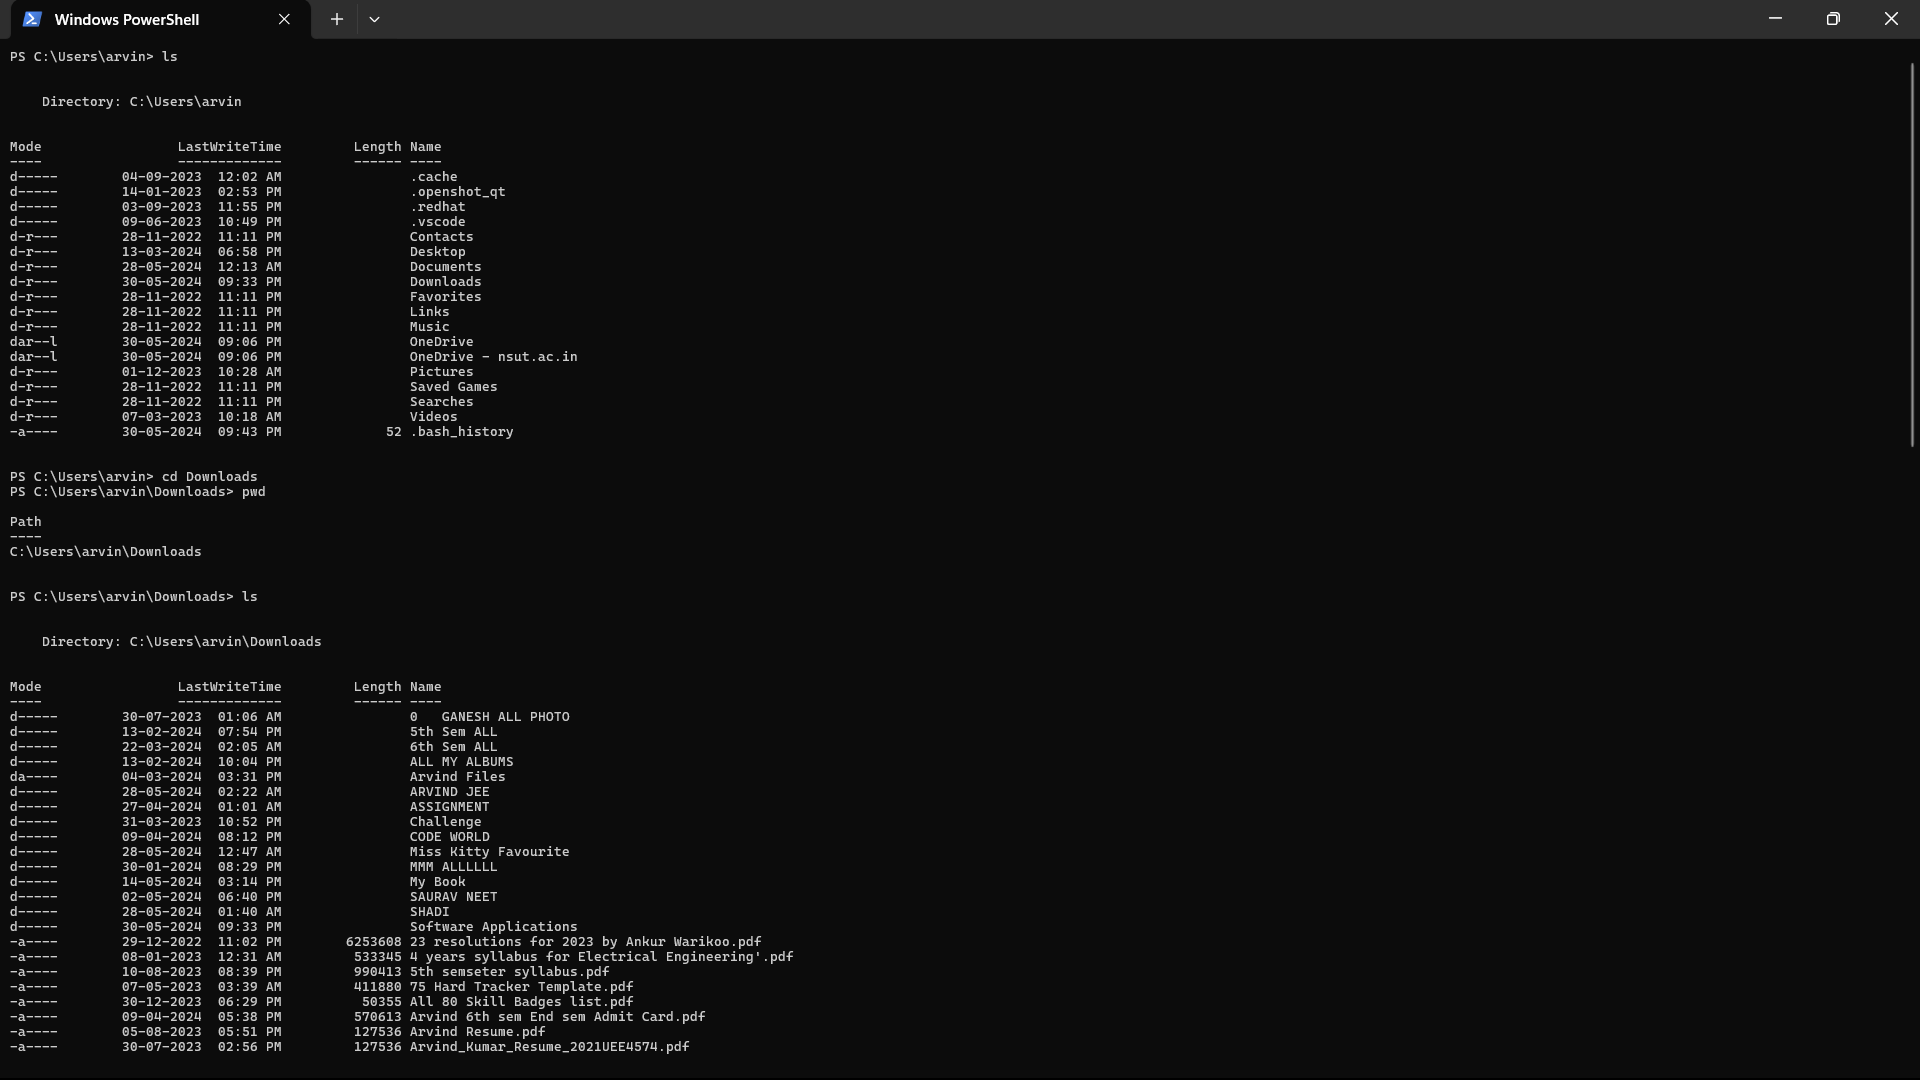 Windows PowerShell
PS C:\Users\arvin> ls
Directory: C:\Users\arvin
Mode                 LastWriteTime         Length Name
----                 -------------         ------ ----
d-----        04-09-2023  12:02 AM                .cache
d-----        14-01-2023  02:53 PM                .openshot_qt
d-----        03-09-2023  11:55 PM                .redhat
d-----        09-06-2023  10:49 PM                .vscode
d-r---        28-11-2022  11:11 PM                Contacts
d-r---        13-03-2024  06:58 PM                Desktop
d-r---        28-05-2024  12:13 AM                Documents
d-r---        30-05-2024  09:33 PM                Downloads
d-r---        28-11-2022  11:11 PM                Favorites
d-r---        28-11-2022  11:11 PM                Links
d-r---        28-11-2022  11:11 PM                Music
dar--l        30-05-2024  09:06 PM                OneDrive
dar--l        30-05-2024  09:06 PM                OneDrive - nsut.ac.in
d-r---        01-12-2023  10:28 AM                Pictures
d-r---        28-11-2022  11:11 PM                Saved Games
d-r---        28-11-2022  11:11 PM                Searches
d-r---        07-03-2023  10:18 AM                Videos
-a----        30-05-2024  09:43 PM             52 .bash_history
PS C:\Users\arvin> cd Downloads
PS C:\Users\arvin\Downloads> pwd
Path
----
C:\Users\arvin\Downloads
PS C:\Users\arvin\Downloads> ls
Directory: C:\Users\arvin\Downloads
Mode                 LastWriteTime         Length Name
----                 -------------         ------ ----
d-----        30-07-2023  01:06 AM                0   GANESH ALL PHOTO
d-----        13-02-2024  07:54 PM                5th Sem ALL
d-----        22-03-2024  02:05 AM                6th Sem ALL
d-----        13-02-2024  10:04 PM                ALL MY ALBUMS
da----        04-03-2024  03:31 PM                Arvind Files
d-----        28-05-2024  02:22 AM                ARVIND JEE
d-----        27-04-2024  01:01 AM                ASSIGNMENT
d-----        31-03-2023  10:52 PM                Challenge
d-----        09-04-2024  08:12 PM                CODE WORLD
d-----        28-05-2024  12:47 AM                Miss Kitty Favourite
d-----        30-01-2024  08:29 PM                MMM ALLLLLL
d-----        14-05-2024  03:14 PM                My Book
d-----        02-05-2024  06:40 PM                SAURAV NEET
d-----        28-05-2024  01:40 AM                SHADI
d-----        30-05-2024  09:33 PM                Software Applications
-a----        29-12-2022  11:02 PM        6253608 23 resolutions for 2023 by Ankur Warikoo.pdf
-a----        08-01-2023  12:31 AM         533345 4 years syllabus for Electrical Engineering'.pdf
-a----        10-08-2023  08:39 PM         990413 5th semseter syllabus.pdf
-a----        07-05-2023  03:39 AM         411880 75 Hard Tracker Template.pdf
-a----        30-12-2023  06:29 PM          50355 All 80 Skill Badges list.pdf
-a----        09-04-2024  05:38 PM         570613 Arvind 6th sem End sem Admit Card.pdf
-a----        05-08-2023  05:51 PM         127536 Arvind Resume.pdf
-a----        30-07-2023  02:56 PM         127536 Arvind_Kumar_Resume_2021UEE4574.pdf